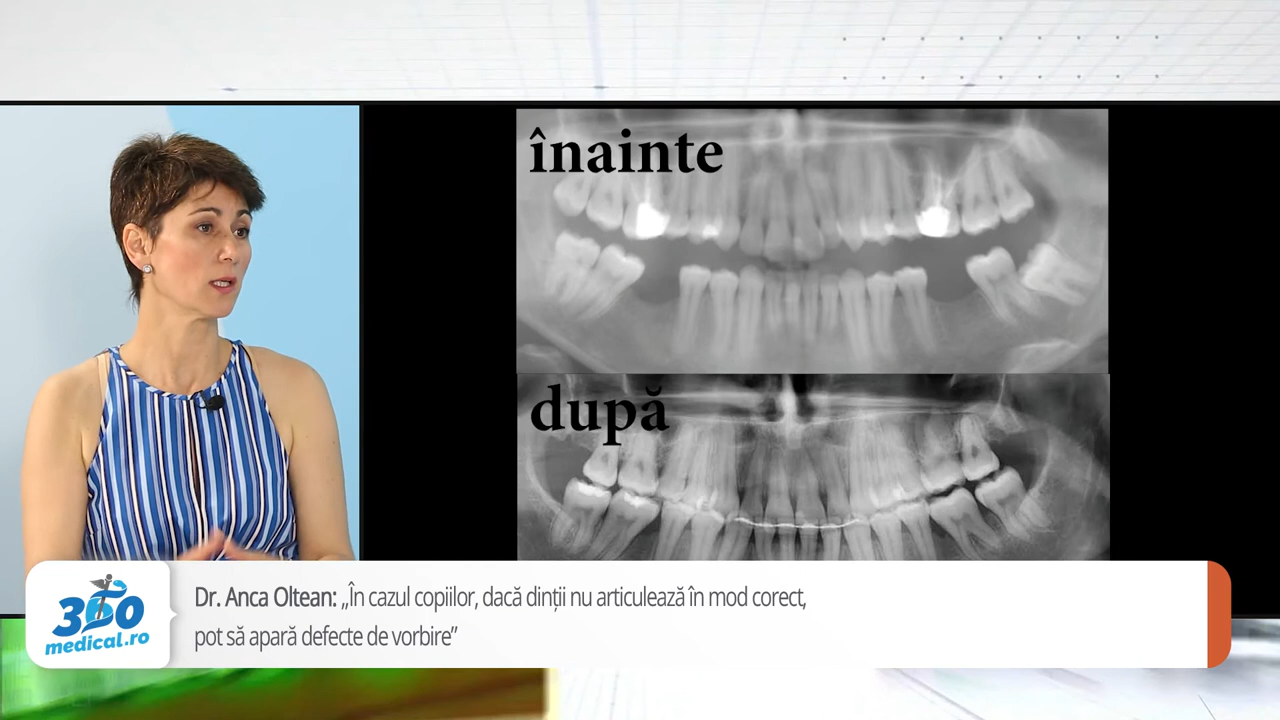 înainte
după
360
medical.ro
Dr. Anca Oltean: „În cazul copiilor, dacă dinții nu articulează în mod corect,
pot să apară defecte de vorbire”